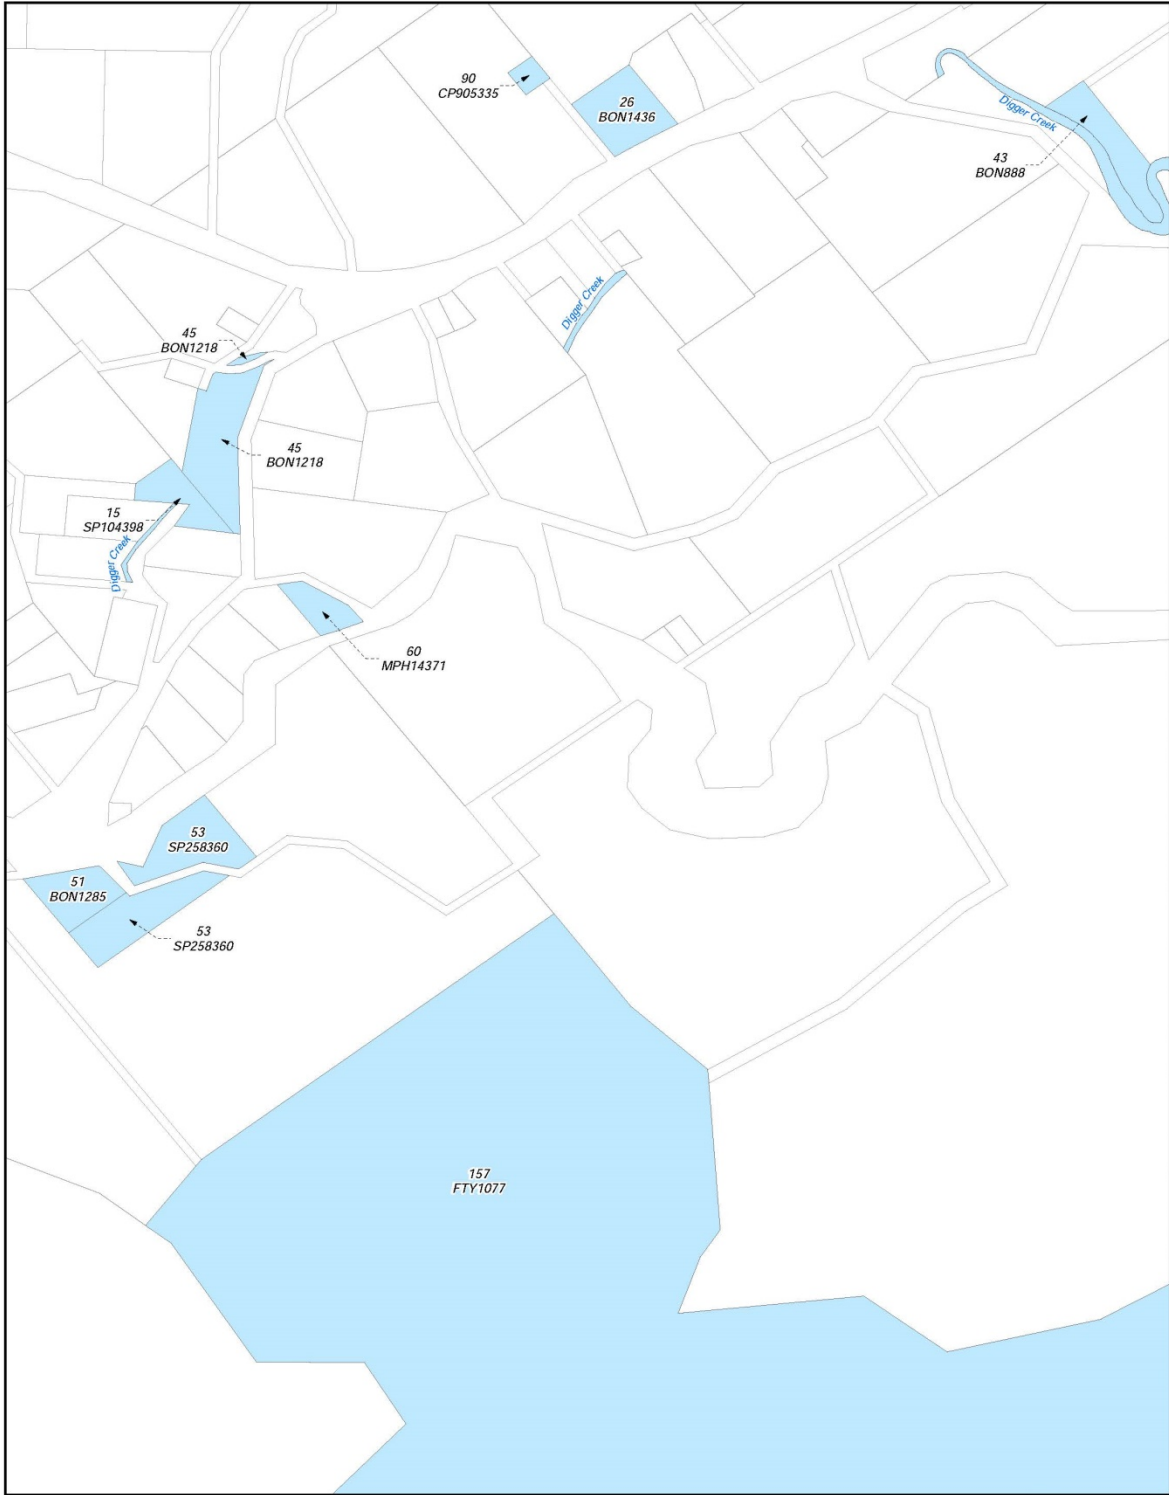 90
CP905335
26
BON1436
Digger Creek
43
BON888
Digger Creek
45
BON1218
45
BON1218
15
SP104398
Digger Creek
60
MPH14371
53
SP258360
51
BON1285
53
SP258360
157
FTY1077